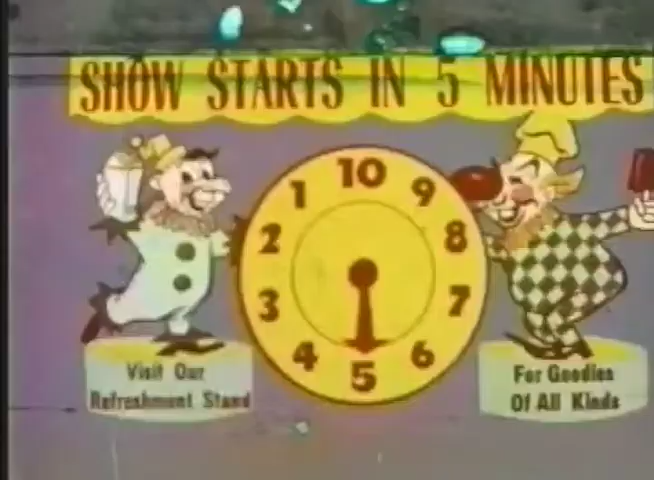 SHOW STARTS IN 5 MINUTES
10
1 9
2 8
3 7
4 6
5
Visit Our
Refreshment Stand
For Goodies
Of All Kinds